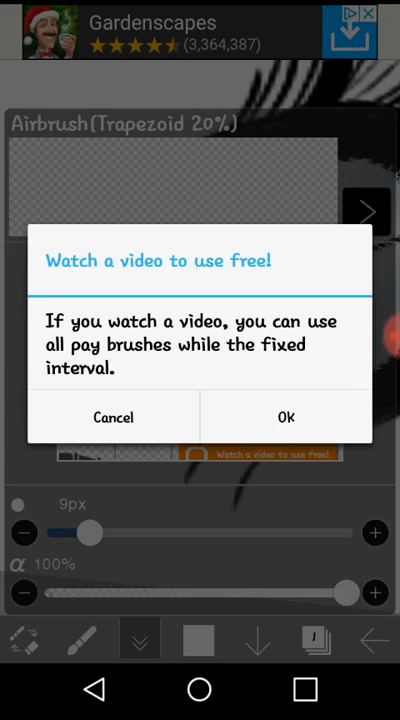 Gardenscapes
(3,364,387)
Airbrush(Trapezoid 20%)
Watch a video to use free!
If you watch a video, you can use
all pay brushes while the fixed
interval.
Cancel
OK
Watch a video to use free!
9px
α 100%
1